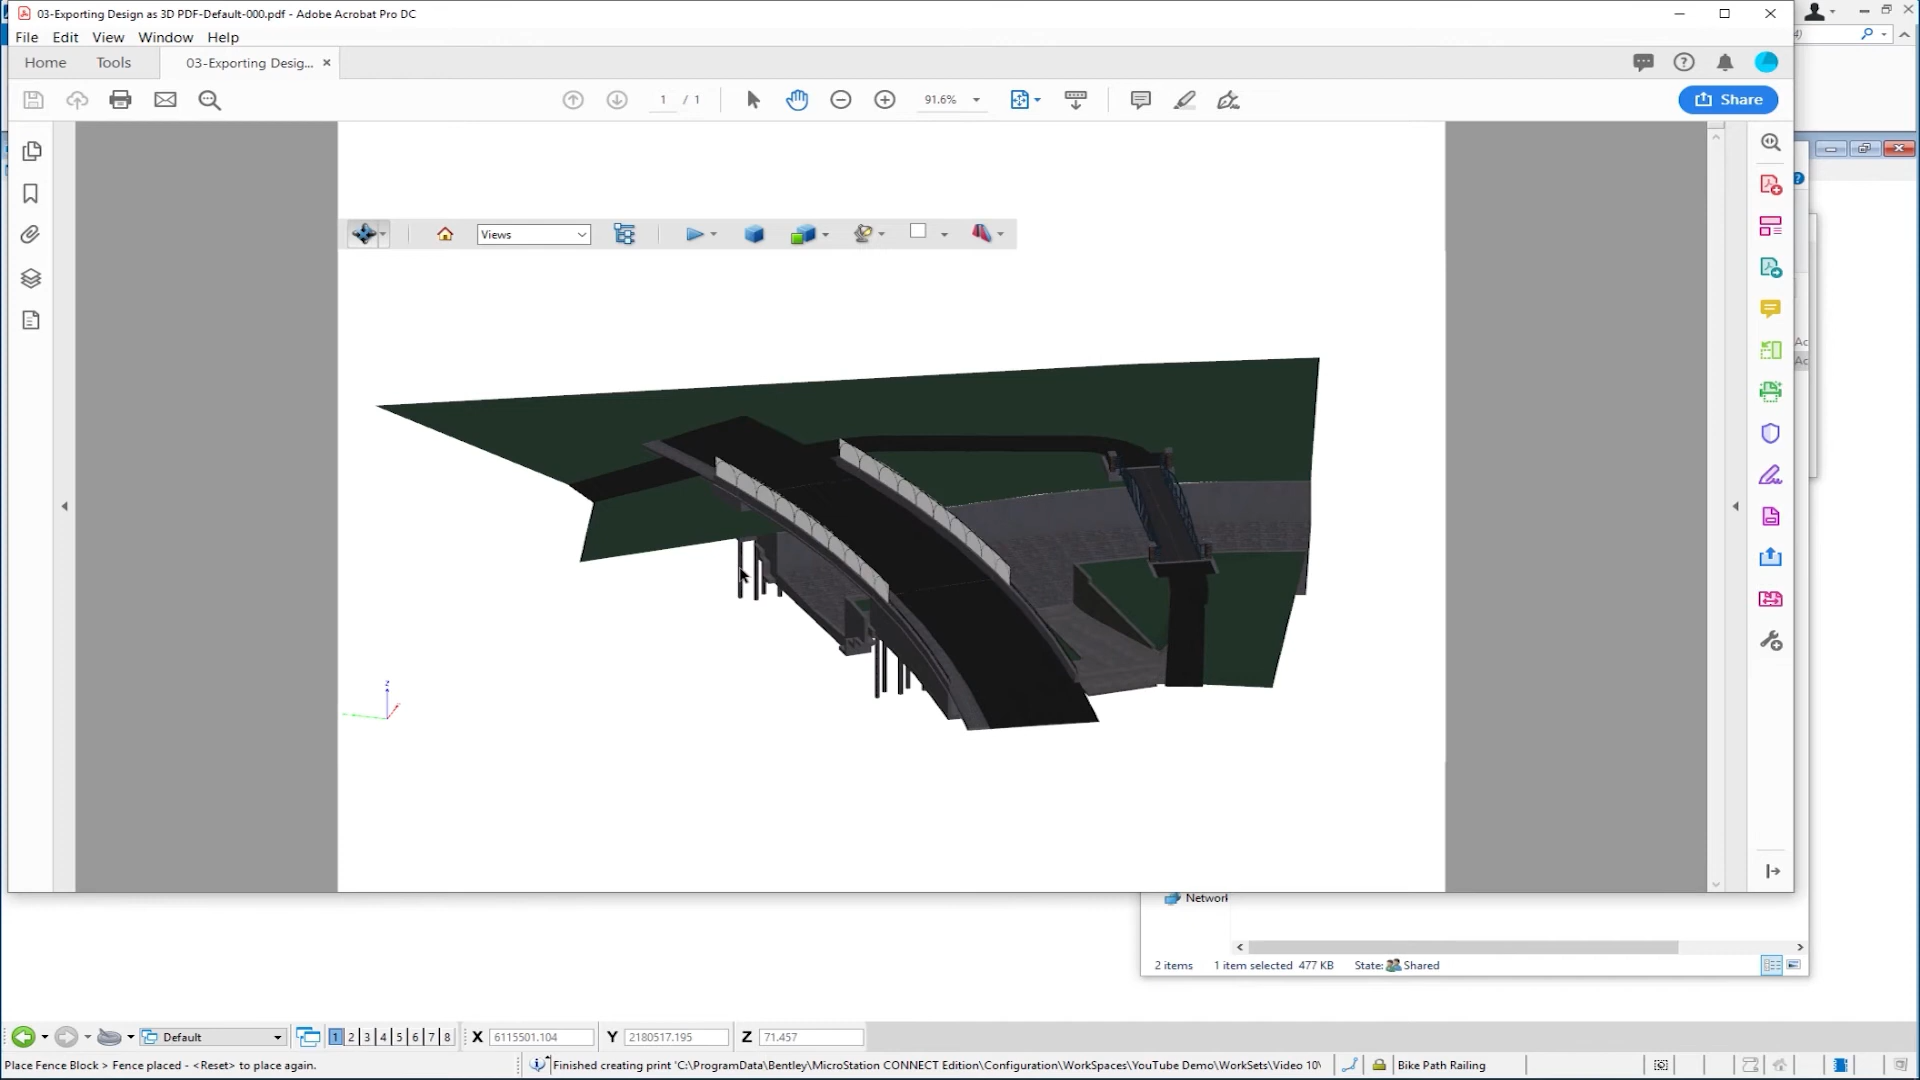 03-Exporting Design as 3D PDF-Default-000.pdf - Adobe Acrobat Pro DC
File Edit View Window Help
4)
Home Tools 03-Exporting Desig... ×
1 / 1 91.6% Share
Views
Ac
Ac
z
Network
2 items 1 item selected 477 KB State: Shared
Default 1 2 3 4 5 6 7 8 X 6115501.104 Y 2180517.195 Z 71.457
Place Fence Block > Fence placed - <Reset> to place again. Finished creating print 'C:\ProgramData\Bentley\MicroStation CONNECT Edition\Configuration\WorkSpaces\YouTube Demo\WorkSets\Video 10\ Bike Path Railing